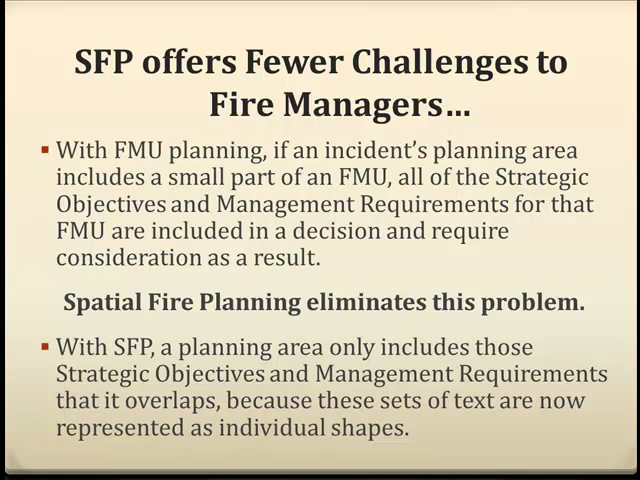 SFP offers Fewer Challenges to
Fire Managers…
▪ With FMU planning, if an incident's planning area
includes a small part of an FMU, all of the Strategic
Objectives and Management Requirements for that
FMU are included in a decision and require
consideration as a result.
Spatial Fire Planning eliminates this problem.
▪ With SFP, a planning area only includes those
Strategic Objectives and Management Requirements
that it overlaps, because these sets of text are now
represented as individual shapes.